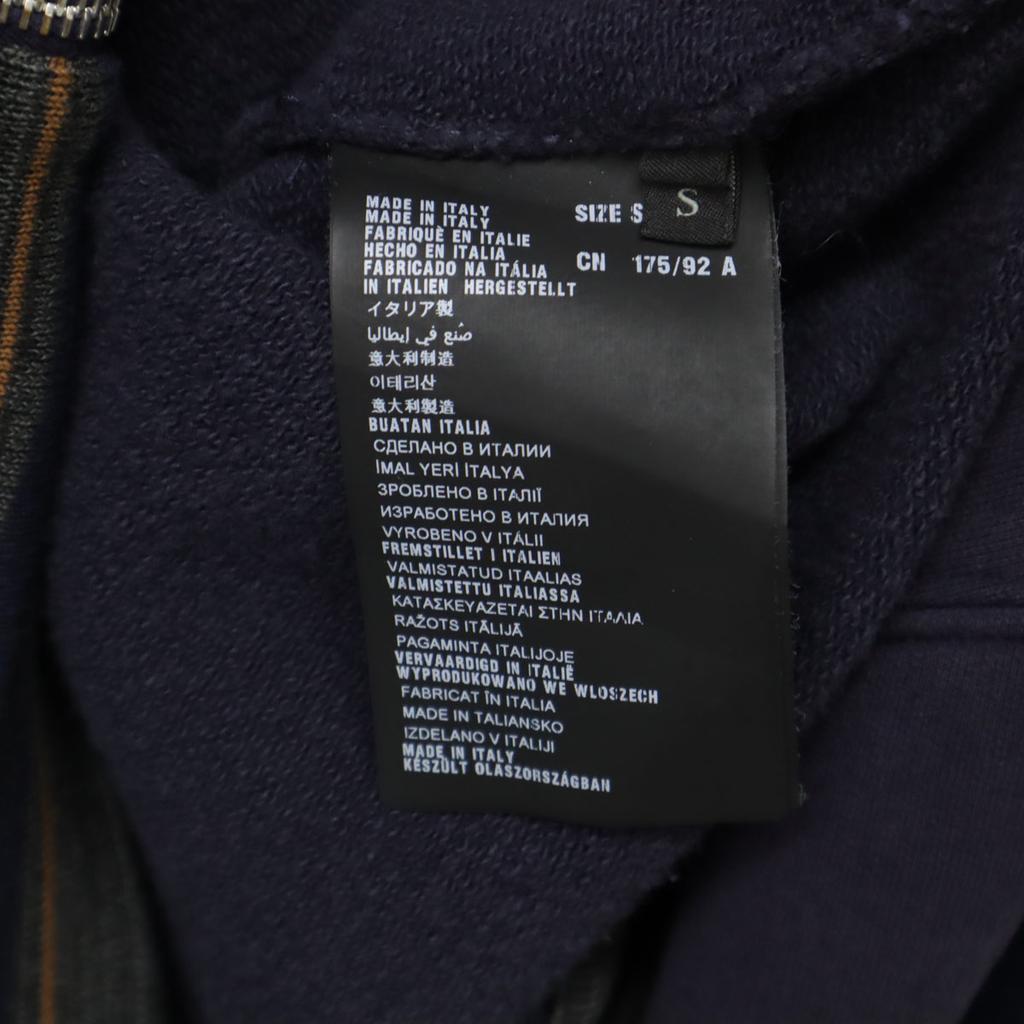 MADE IN ITALY
MADE IN ITALY
FABRIQUÉ EN ITALIE
HECHO EN ITALIA
FABRICADO NA ITÁLIA
IN ITALIEN HERGESTELLT
イタリア製
صُنع في إيطاليا
意大利制造
이테리산
意大利製造
BUATAN ITALIA
СДЕЛАНО В ИТАЛИИ
İMAL YERİ İTALYA
ЗРОБЛЕНО В ІТАЛІЇ
ИЗРАБОТЕНО В ИТАЛИЯ
VYROBENO V ITÁLII
FREMSTILLET I ITALIEN
VALMISTATUD ITAALIAS
VALMISTETTU ITALIASSA
ΚΑΤΑΣΚΕΥΑΖΕΤΑΙ ΣΤΗΝ ΙΤΑΛΙΑ
RAŽOTS ITĀLIJĀ
PAGAMINTA ITALIJOJE
VERVAARDIGD IN ITALIË
WYPRODUKOWANO WE WLOSZECH
FABRICAT ÎN ITALIA
MADE IN TALIANSKO
IZDELANO V ITALIJI
MADE IN ITALY
KÉSZÜLT OLASZORSZÁGBAN
SIZE S
S
CN 175/92 A